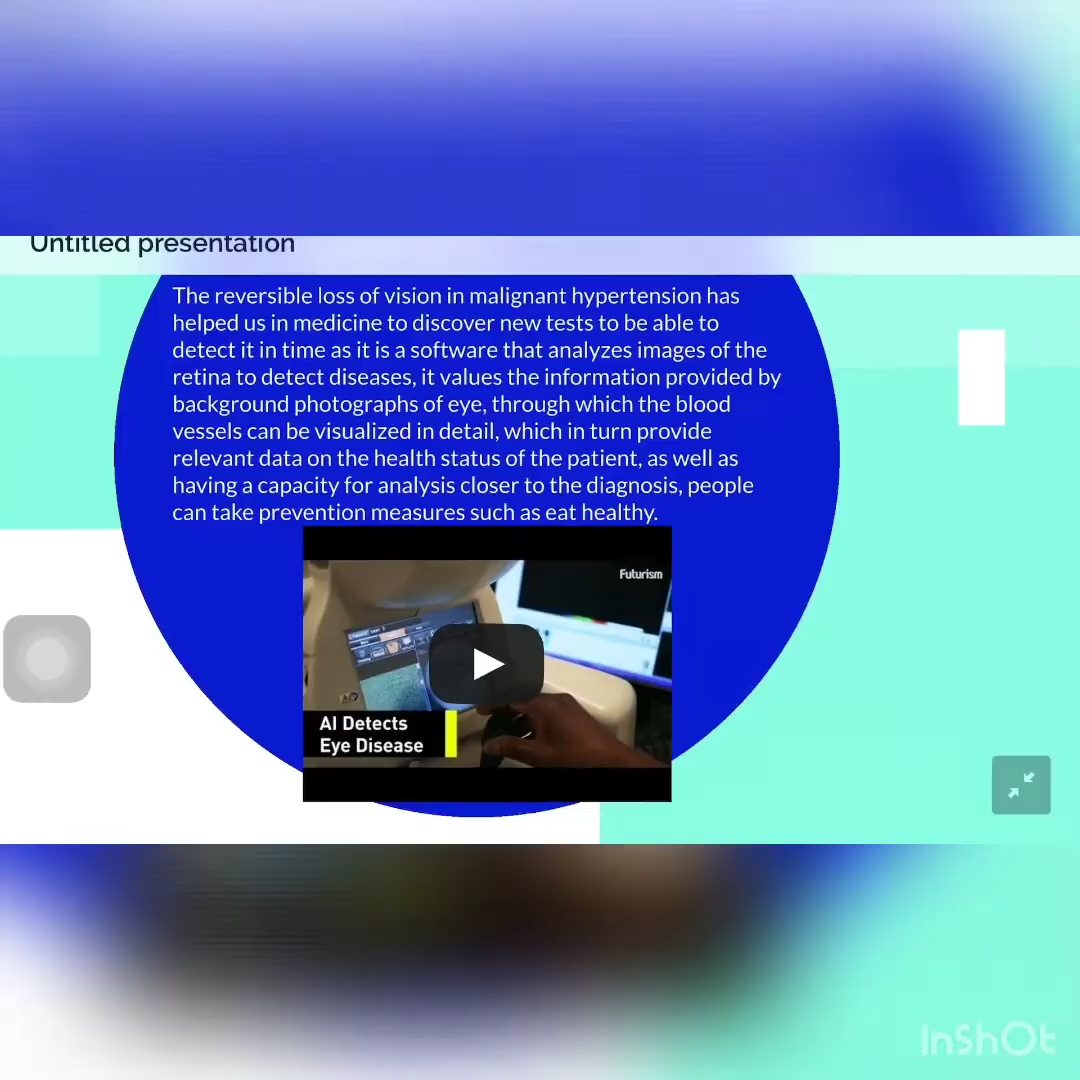 Untitled presentation
The reversible loss of vision in malignant hypertension has
helped us in medicine to discover new tests to be able to
detect it in time as it is a software that analyzes images of the
retina to detect diseases, it values the information provided by
background photographs of eye, through which the blood
vessels can be visualized in detail, which in turn provide
relevant data on the health status of the patient, as well as
having a capacity for analysis closer to the diagnosis, people
can take prevention measures such as eat healthy.
Futurism
AI Detects
Eye Disease
InShOt